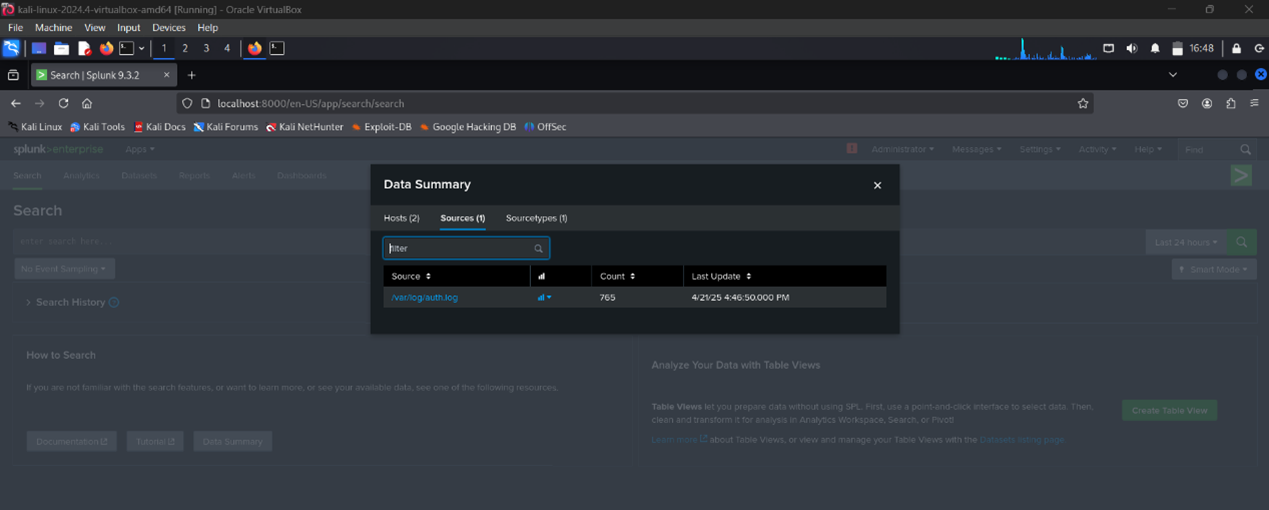 kali-linux-2024.4-virtualbox-amd64 [Running] - Oracle VirtualBox
File Machine View Input Devices Help
1 2 3 4 16:48
Search | Splunk 9.3.2
localhost:8000/en-US/app/search/search
Kali Linux Kali Tools Kali Docs Kali Forums Kali NetHunter Exploit-DB Google Hacking DB OffSec
splunk>enterprise Apps Administrator Messages Settings Activity Help Find
Search Analytics Datasets Reports Alerts Dashboards
Data Summary
Search
Hosts (2) Sources (1) Sourcetypes (1)
enter search here... Last 24 hours
filter
No Event Sampling Smart Mode
Source Count Last Update
/var/log/auth.log 765 4/21/25 4:46:50.000 PM
Search History
How to Search
If you are not familiar with the search features, or want to learn more, or see your available data, see one of the following resources.
Documentation Tutorial Data Summary
Analyze Your Data with Table Views
Table Views let you prepare data without using SPL. First, use a point-and-click interface to select data. Then,
clean and transform it for analysis in Analytics Workspace, Search, or Pivot!
Learn more about Table Views, or view and manage your Table Views with the Datasets listing page
Create Table View